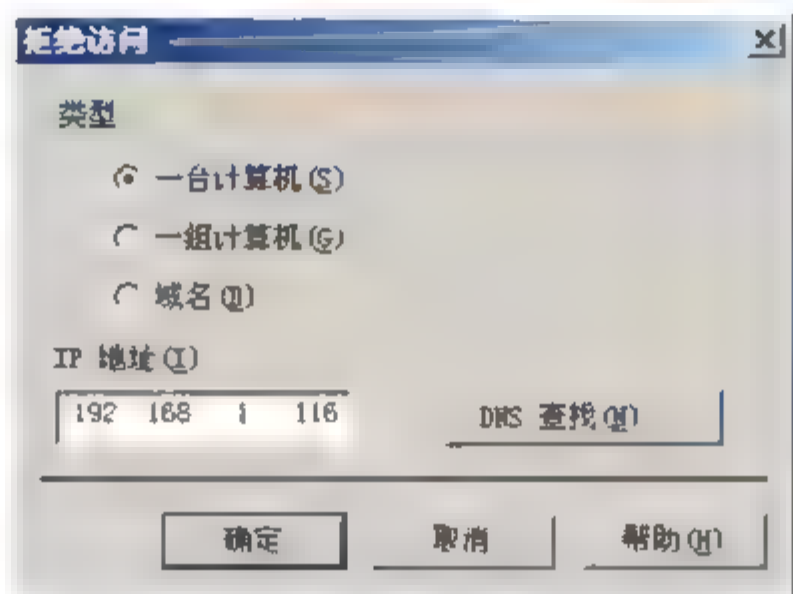 拒绝访问
类型
一台计算机(S)
一组计算机(G)
域名(D)
IP 地址(I)
192 168 1 116
DNS 查找(N)
确定 取消 帮助(H)